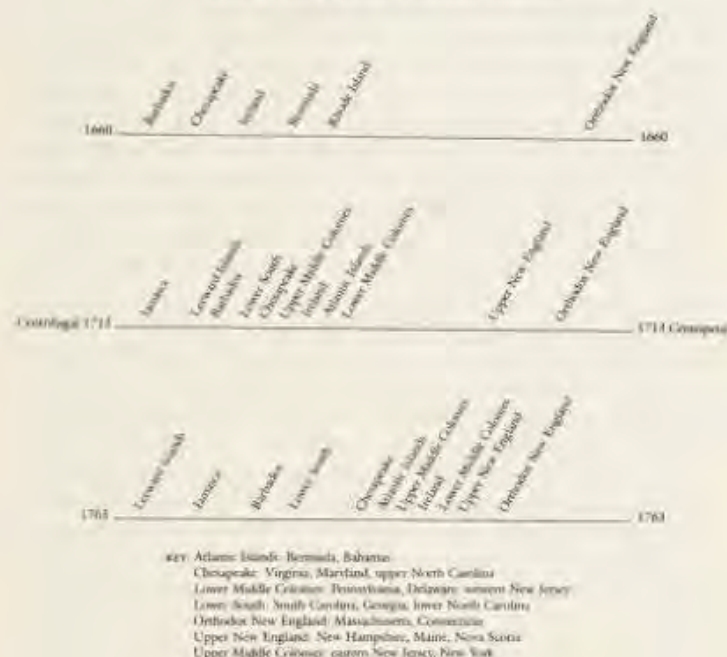 1660 Barbados Chesapeake Ireland Bermuda Rhode Island Orthodox New England 1660
Centrifugal 1713 Jamaica Leeward Islands Barbados Lower South Chesapeake Upper Middle Colonies Ireland Atlantic Islands Lower Middle Colonies Upper New England Orthodox New England 1713 Centripetal
1763 Leeward Islands Jamaica Barbados Lower South Chesapeake Atlantic Islands Upper Middle Colonies Ireland Lower Middle Colonies Upper New England Orthodox New England 1763
KEY Atlantic Islands: Bermuda, Bahamas
Chesapeake: Virginia, Maryland, upper North Carolina
Lower Middle Colonies: Pennsylvania, Delaware, western New Jersey
Lower South: South Carolina, Georgia, lower North Carolina
Orthodox New England: Massachusetts, Connecticut
Upper New England: New Hampshire, Maine, Nova Scotia
Upper Middle Colonies: eastern New Jersey, New York